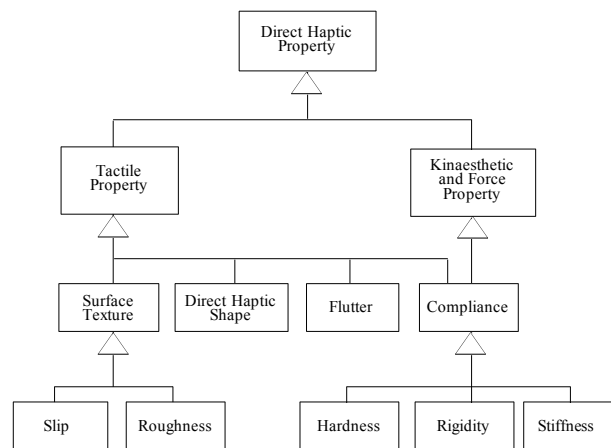 Direct Haptic
Property
Tactile
Property
Kinaesthetic
and Force
Property
Surface
Texture
Direct Haptic
Shape
Flutter
Compliance
Slip
Roughness
Hardness
Rigidity
Stiffness